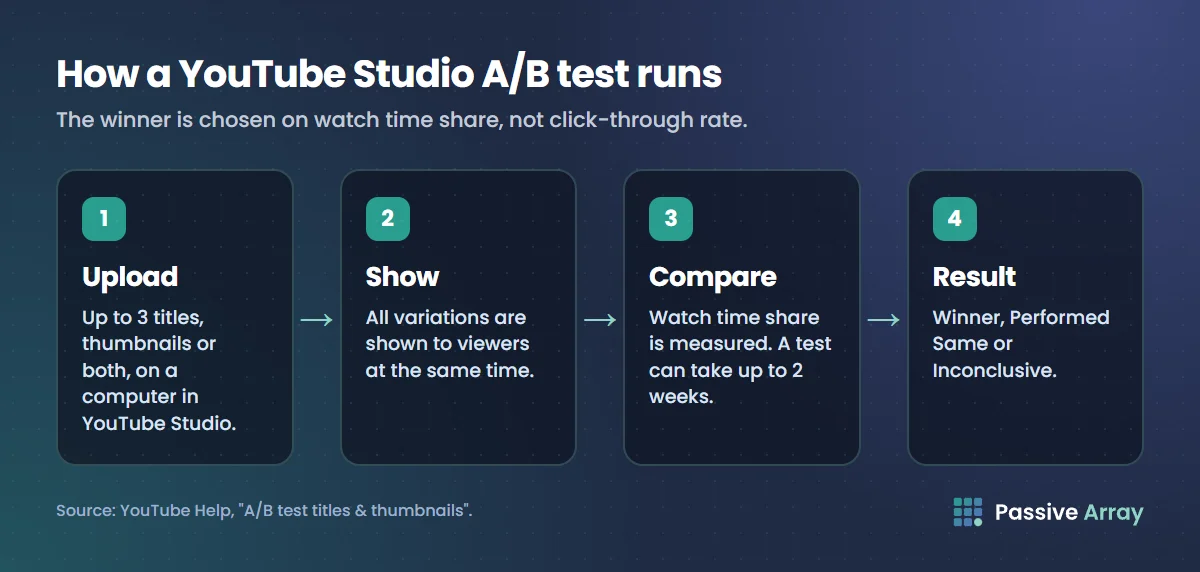 How a YouTube Studio A/B test runs
The winner is chosen on watch time share, not click-through rate.
1
Upload
Up to 3 titles,
thumbnails or
both, on a
computer in
YouTube Studio.
→
2
Show
All variations are
shown to viewers
at the same time.
→
3
Compare
Watch time share
is measured. A test
can take up to 2
weeks.
→
4
Result
Winner, Performed
Same or
Inconclusive.
Source: YouTube Help, "A/B test titles & thumbnails".
Passive Array